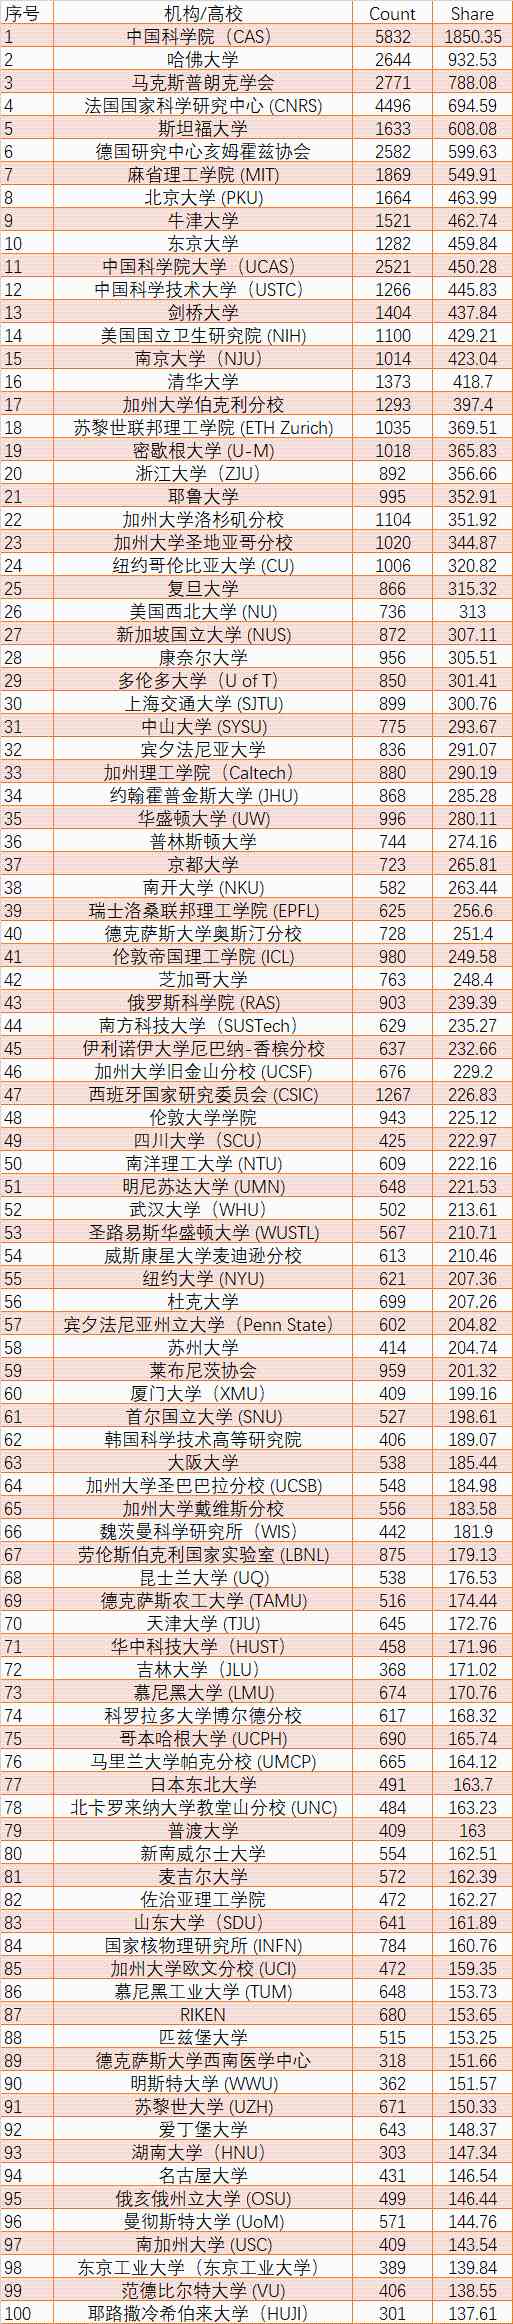 序号 机构/高校 Count Share
1 中国科学院（CAS） 5832 1850.35
2 哈佛大学 2644 932.53
3 马克斯普朗克学会 2771 788.08
4 法国国家科学研究中心 (CNRS) 4496 694.59
5 斯坦福大学 1633 608.08
6 德国研究中心亥姆霍兹协会 2582 599.63
7 麻省理工学院 (MIT) 1869 549.91
8 北京大学 (PKU) 1664 463.99
9 牛津大学 1521 462.74
10 东京大学 1282 459.84
11 中国科学院大学（UCAS） 2521 450.28
12 中国科学技术大学（USTC） 1266 445.83
13 剑桥大学 1404 437.84
14 美国国立卫生研究院 (NIH) 1100 429.21
15 南京大学（NJU） 1014 423.04
16 清华大学 1373 418.7
17 加州大学伯克利分校 1293 397.4
18 苏黎世联邦理工学院 (ETH Zurich) 1035 369.51
19 密歇根大学 (U-M) 1018 365.83
20 浙江大学（ZJU） 892 356.66
21 耶鲁大学 995 352.91
22 加州大学洛杉矶分校 1104 351.92
23 加州大学圣地亚哥分校 1020 344.87
24 纽约哥伦比亚大学 (CU) 1006 320.82
25 复旦大学 866 315.32
26 美国西北大学 (NU) 736 313
27 新加坡国立大学 (NUS) 872 307.11
28 康奈尔大学 956 305.51
29 多伦多大学（U of T） 850 301.41
30 上海交通大学 (SJTU) 899 300.76
31 中山大学 (SYSU) 775 293.67
32 宾夕法尼亚大学 836 291.07
33 加州理工学院（Caltech） 880 290.19
34 约翰霍普金斯大学 (JHU) 868 285.28
35 华盛顿大学 (UW) 996 280.11
36 普林斯顿大学 744 274.16
37 京都大学 723 265.81
38 南开大学 (NKU) 582 263.44
39 瑞士洛桑联邦理工学院 (EPFL) 625 256.6
40 德克萨斯大学奥斯汀分校 728 251.4
41 伦敦帝国理工学院 (ICL) 980 249.58
42 芝加哥大学 763 248.4
43 俄罗斯科学院 (RAS) 903 239.39
44 南方科技大学（SUSTech） 629 235.27
45 伊利诺伊大学厄巴纳-香槟分校 637 232.66
46 加州大学旧金山分校 (UCSF) 676 229.2
47 西班牙国家研究委员会 (CSIC) 1267 226.83
48 伦敦大学学院 943 225.12
49 四川大学（SCU） 425 222.97
50 南洋理工大学 (NTU) 609 222.16
51 明尼苏达大学 (UMN) 648 221.53
52 武汉大学（WHU） 502 213.61
53 圣路易斯华盛顿大学 (WUSTL) 567 210.71
54 威斯康星大学麦迪逊分校 613 210.46
55 纽约大学 (NYU) 621 207.36
56 杜克大学 699 207.26
57 宾夕法尼亚州立大学（Penn State） 602 204.82
58 苏州大学 414 204.74
59 莱布尼茨协会 959 201.32
60 厦门大学（XMU） 409 199.16
61 首尔国立大学 (SNU) 527 198.61
62 韩国科学技术高等研究院 406 189.07
63 大阪大学 538 185.44
64 加州大学圣巴巴拉分校 (UCSB) 548 184.98
65 加州大学戴维斯分校 556 183.58
66 魏茨曼科学研究所（WIS） 442 181.9
67 劳伦斯伯克利国家实验室 (LBNL) 875 179.13
68 昆士兰大学 (UQ) 538 176.53
69 德克萨斯农工大学 (TAMU) 516 174.44
70 天津大学 (TJU) 645 172.76
71 华中科技大学（HUST） 458 171.96
72 吉林大学（JLU） 368 171.02
73 慕尼黑大学 (LMU) 674 170.76
74 科罗拉多大学博尔德分校 617 168.32
75 哥本哈根大学 (UCPH) 690 165.74
76 马里兰大学帕克分校 (UMCP) 665 164.12
77 日本东北大学 491 163.7
78 北卡罗来纳大学教堂山分校 (UNC) 484 163.23
79 普渡大学 409 163
80 新南威尔士大学 554 162.51
81 麦吉尔大学 572 162.39
82 佐治亚理工学院 472 162.27
83 山东大学（SDU） 641 161.89
84 国家核物理研究所 (INFN) 784 160.76
85 加州大学欧文分校 (UCI) 472 159.35
86 慕尼黑工业大学 (TUM) 648 153.73
87 RIKEN 680 153.65
88 匹兹堡大学 515 153.25
89 德克萨斯大学西南医学中心 318 151.66
90 明斯特大学 (WWU) 362 151.57
91 苏黎世大学 (UZH) 671 150.33
92 爱丁堡大学 643 148.37
93 湖南大学（HNU） 303 147.34
94 名古屋大学 431 146.54
95 俄亥俄州立大学 (OSU) 499 146.44
96 曼彻斯特大学 (UoM) 571 144.76
97 南加州大学 (USC) 409 143.54
98 东京工业大学（东京工业大学） 389 139.84
99 范德比尔特大学 (VU) 406 138.55
100 耶路撒冷希伯来大学（HUJI） 301 137.61